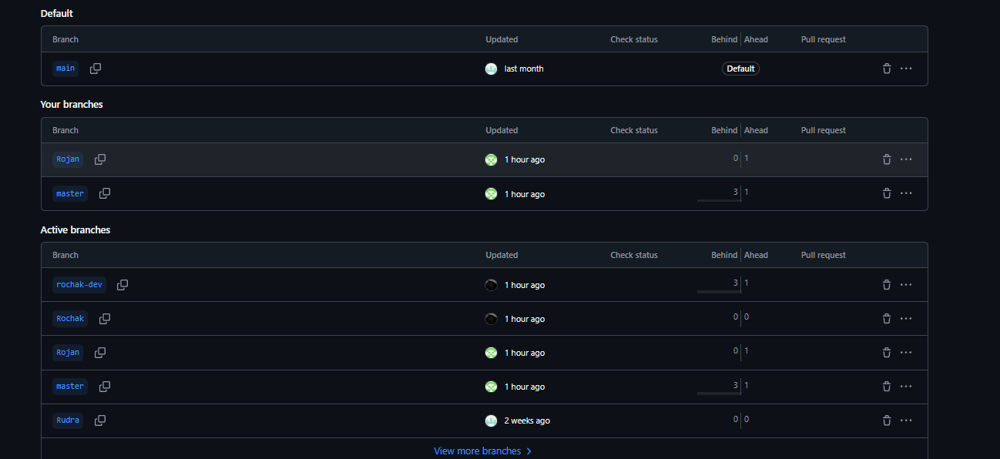 Default
Branch Updated Check status Behind Ahead Pull request
main last month Default
Your branches
Branch Updated Check status Behind Ahead Pull request
Rojan 1 hour ago 0 1
master 1 hour ago 3 1
Active branches
Branch Updated Check status Behind Ahead Pull request
rochak-dev 1 hour ago 3 1
Rochak 1 hour ago 0 0
Rojan 1 hour ago 0 1
master 1 hour ago 3 1
Rudra 2 weeks ago 0 0
View more branches